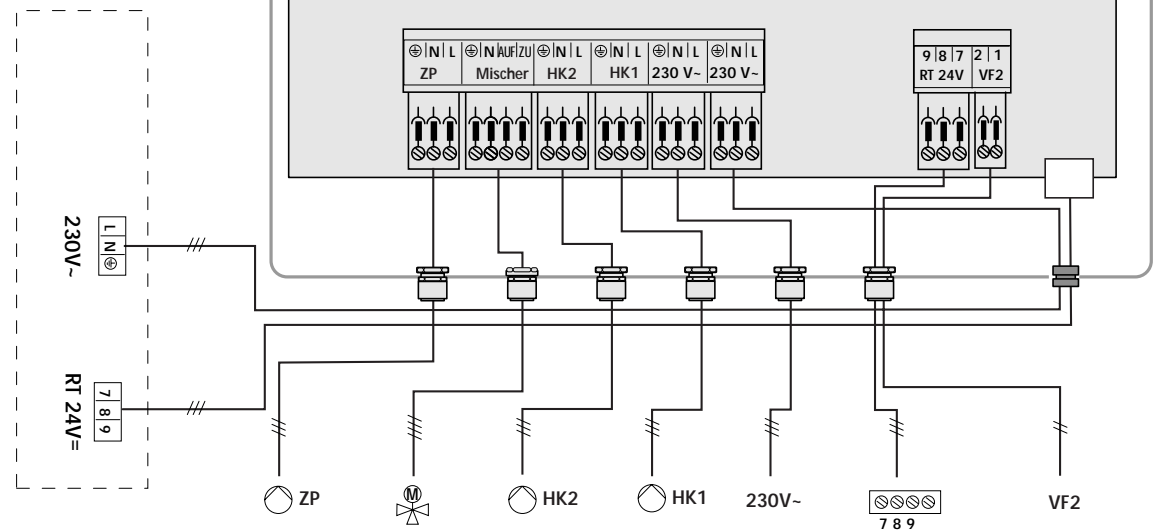 ⏚ N L ⏚ N AUF ZU ⏚ N L ⏚ N L ⏚ N L ⏚ N L
ZP Mischer HK2 HK1 230 V~ 230 V~
9 8 7 2 1
RT 24V VF2
230V~
L N ⏚
RT 24V=
7 8 9
ZP
M
HK2
HK1
230V~
7 8 9
VF2